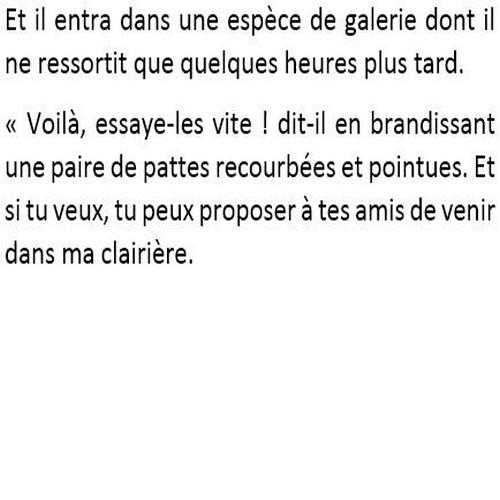 Et il entra dans une espèce de galerie dont il
ne ressortit que quelques heures plus tard.
« Voilà, essaye-les vite ! dit-il en brandissant
une paire de pattes recourbées et pointues. Et
si tu veux, tu peux proposer à tes amis de venir
dans ma clairière.